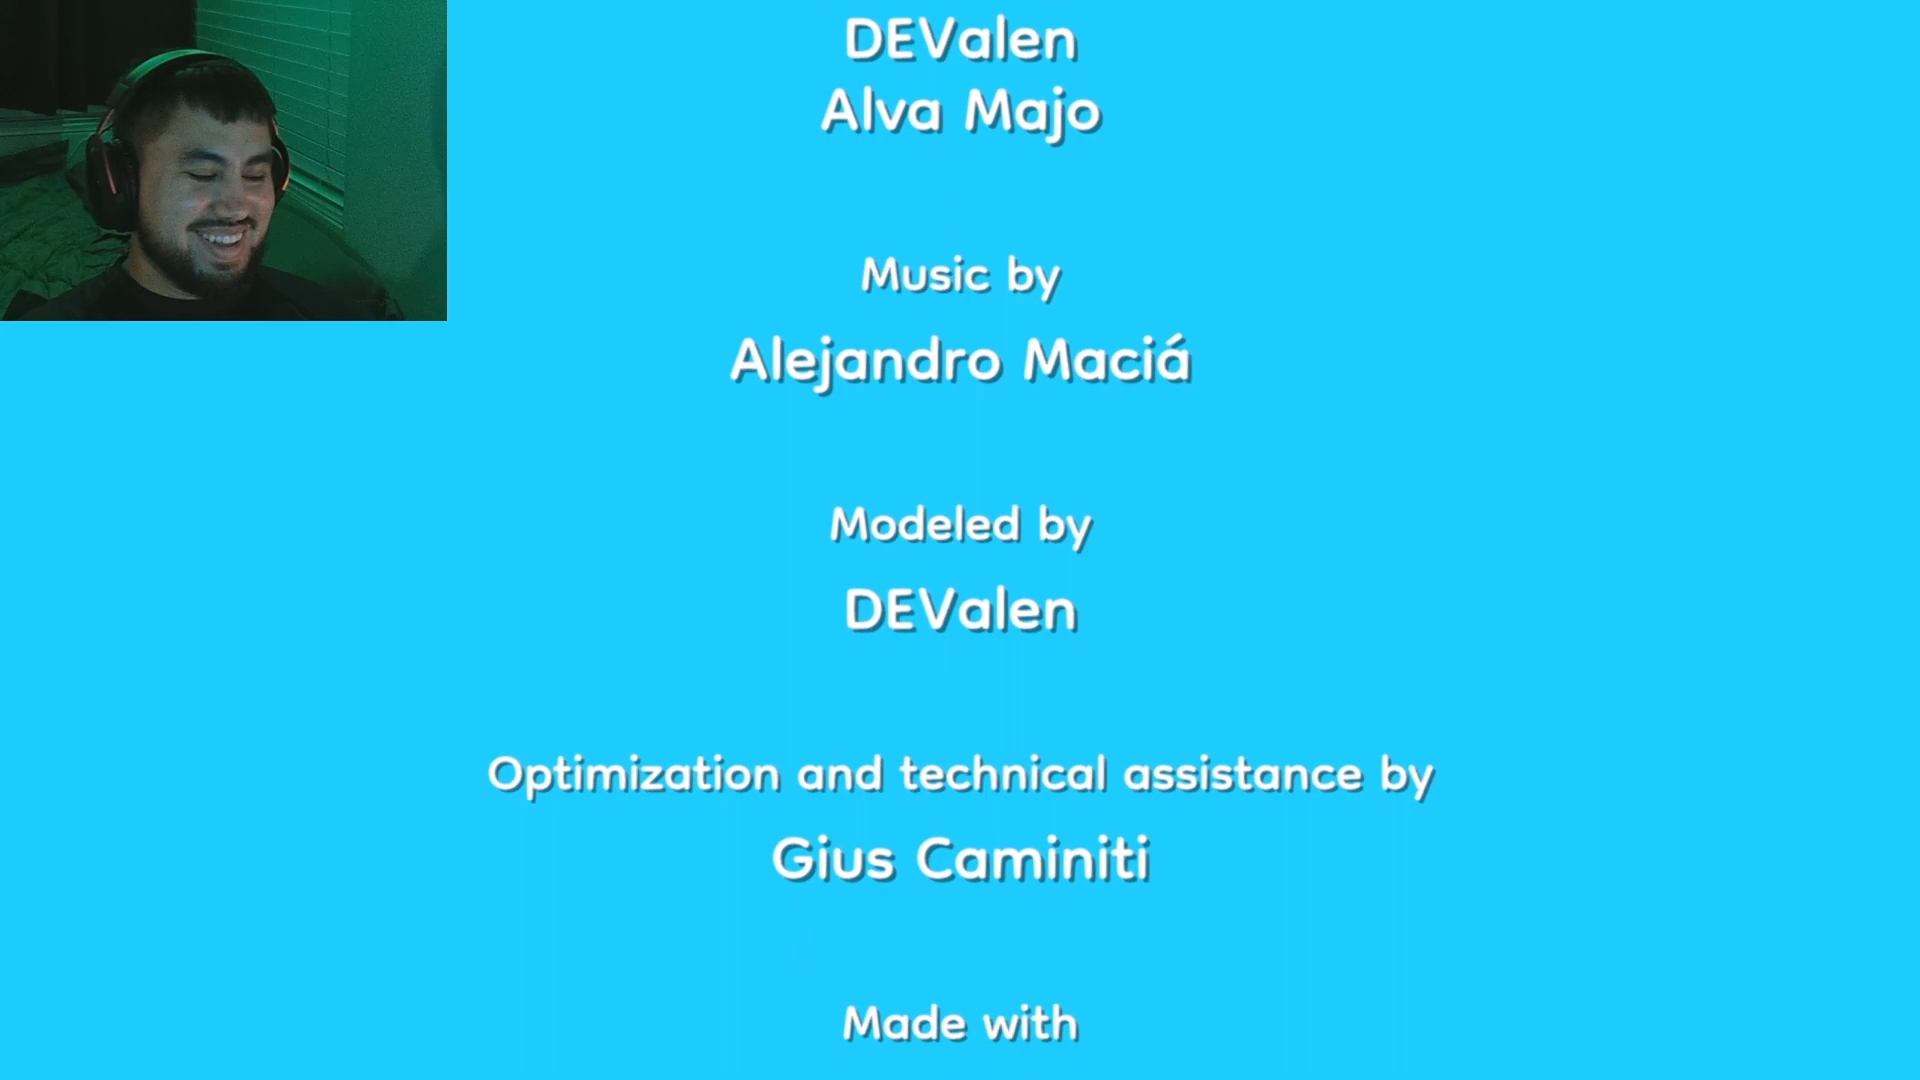 DEValen
Alva Majo
Music by
Alejandro Maciá
Modeled by
DEValen
Optimization and technical assistance by
Gius Caminiti
Made with